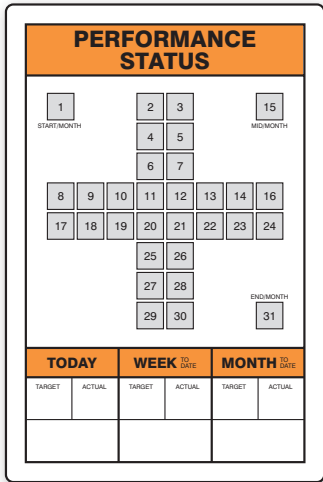 PERFORMANCE
STATUS
1 2 3 15
START/MONTH MID/MONTH
4 5
6 7
8 9 10 11 12 13 14 16
17 18 19 20 21 22 23 24
25 26
27 28
END/MONTH
29 30 31
TODAY WEEK TO DATE MONTH TO DATE
TARGET ACTUAL TARGET ACTUAL TARGET ACTUAL